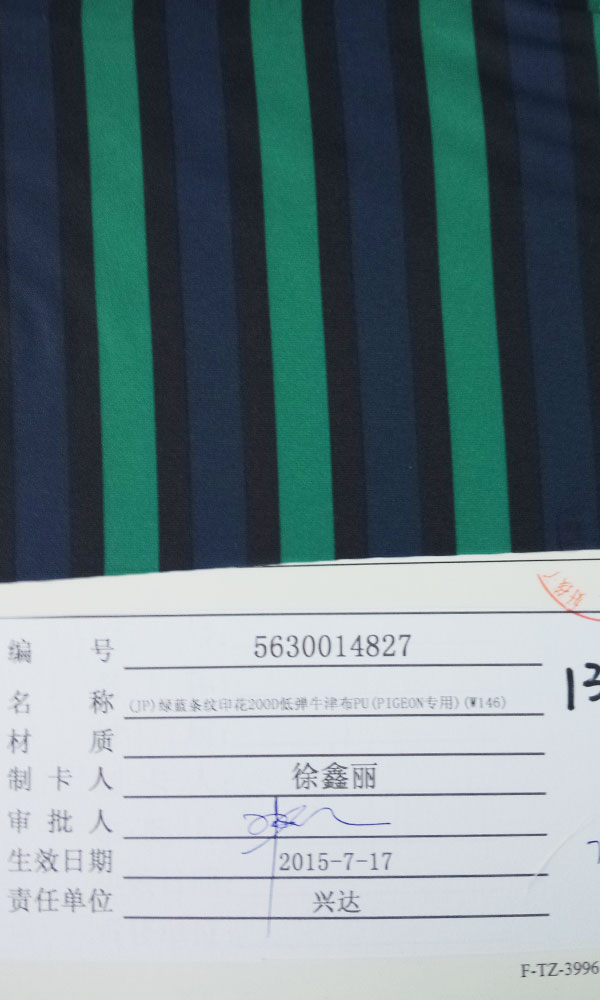 编号 5630014827
名称 (JP)绿蓝条纹印花200D低弹牛津布PU(PIGEON专用)(W146)
13
材质
制卡人 徐鑫丽
审批人
生效日期 2015-7-17
责任单位 兴达
F-TZ-3996